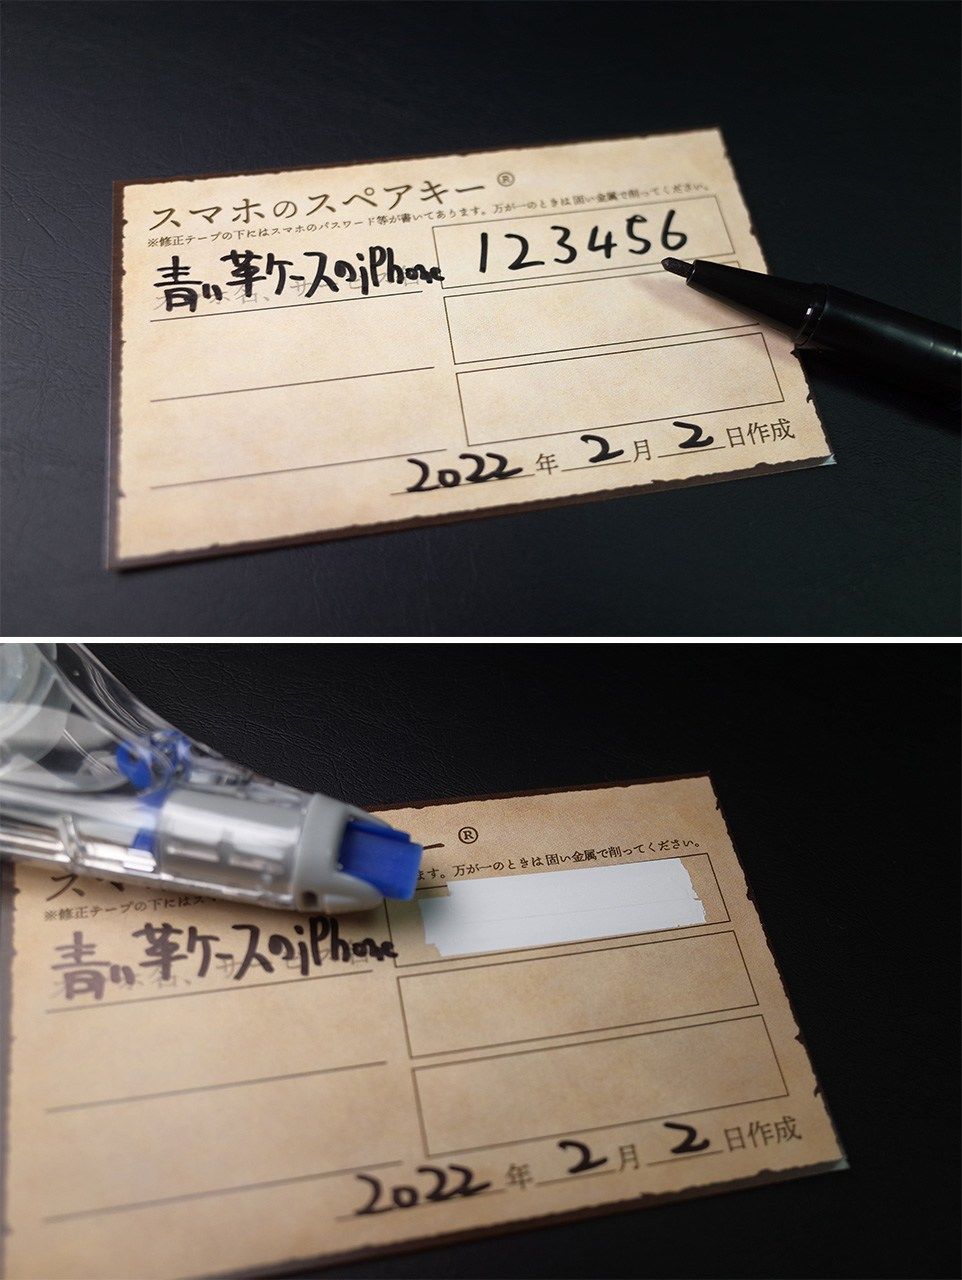 スマホのスペアキー®
※修正テープの下にはスマホのパスワード等が書いてあります。万が一のときは固い金属で削ってください。
青い革ケースのiPhone
123456
2022年2月2日作成
ー®
※修正テープの下にはス
ます。万が一のときは固い金属で削ってください。
青い革ケースのiPhone
2022年2月2日作成